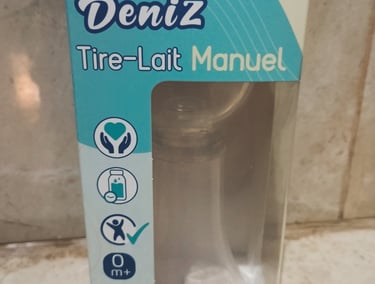 Deniz
Tire-Lait Manuel
0
m+